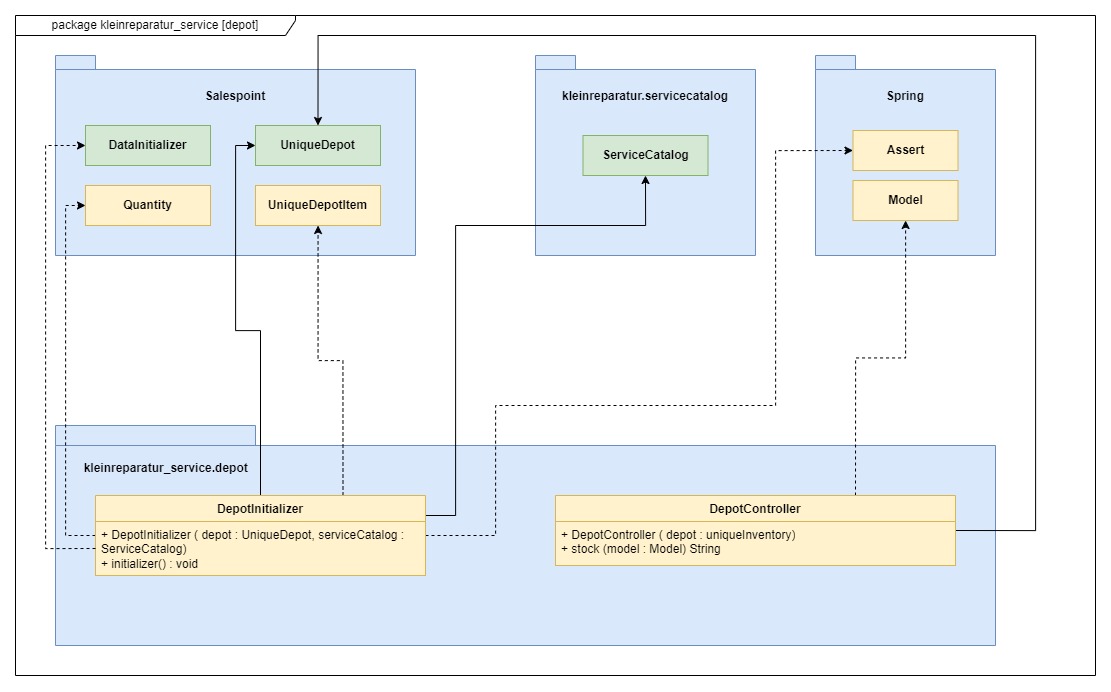 package kleinreparatur_service [depot]
Salespoint
DataInitializer
UniqueDepot
Quantity
UniqueDepotItem
kleinreparatur.servicecatalog
ServiceCatalog
Spring
Assert
Model
kleinreparatur_service.depot
DepotInitializer
+ DepotInitializer ( depot : UniqueDepot, serviceCatalog :
ServiceCatalog)
+ initializer() : void
DepotController
+ DepotController ( depot : uniqueInventory)
+ stock (model : Model) String